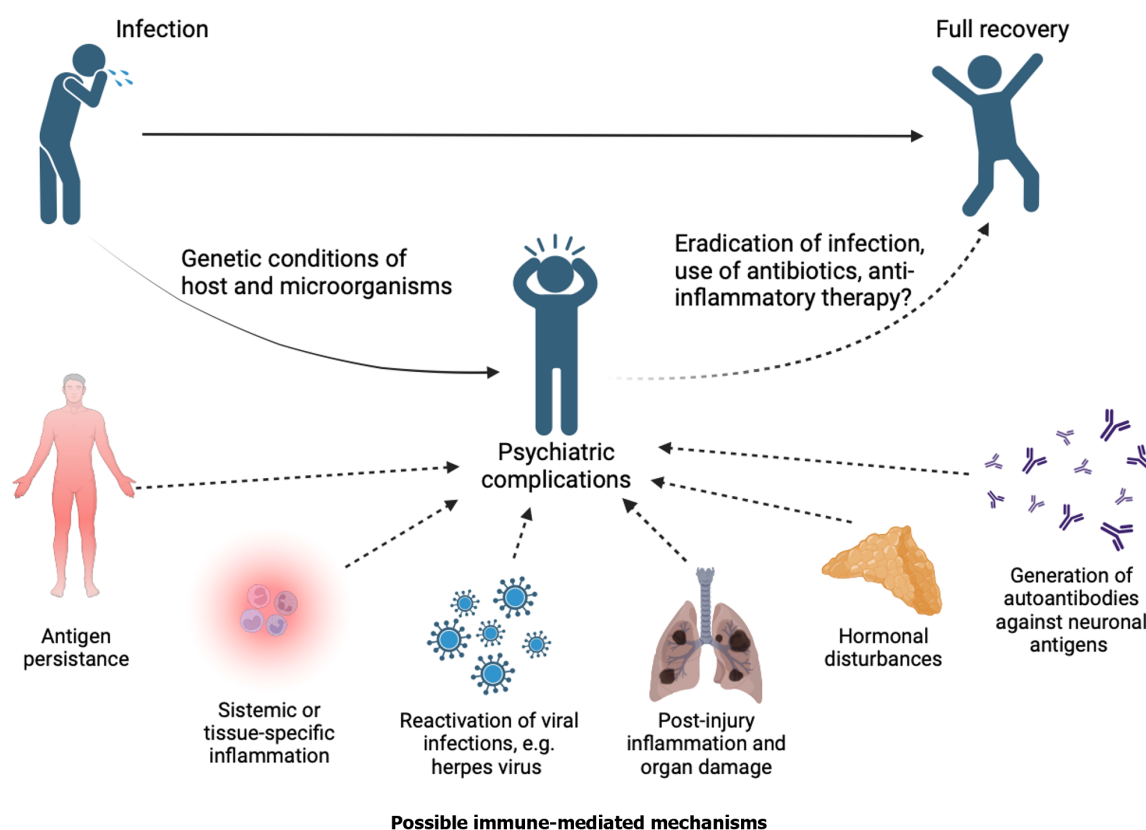 Infection
Full recovery
Genetic conditions of
host and microorganisms
Eradication of infection,
use of antibiotics, anti-
inflammatory therapy?
Psychiatric
complications
Antigen
persistance
Sistemic or
tissue-specific
inflammation
Reactivation of viral
infections, e.g.
herpes virus
Post-injury
inflammation and
organ damage
Hormonal
disturbances
Generation of
autoantibodies
against neuronal
antigens
Possible immune-mediated mechanisms